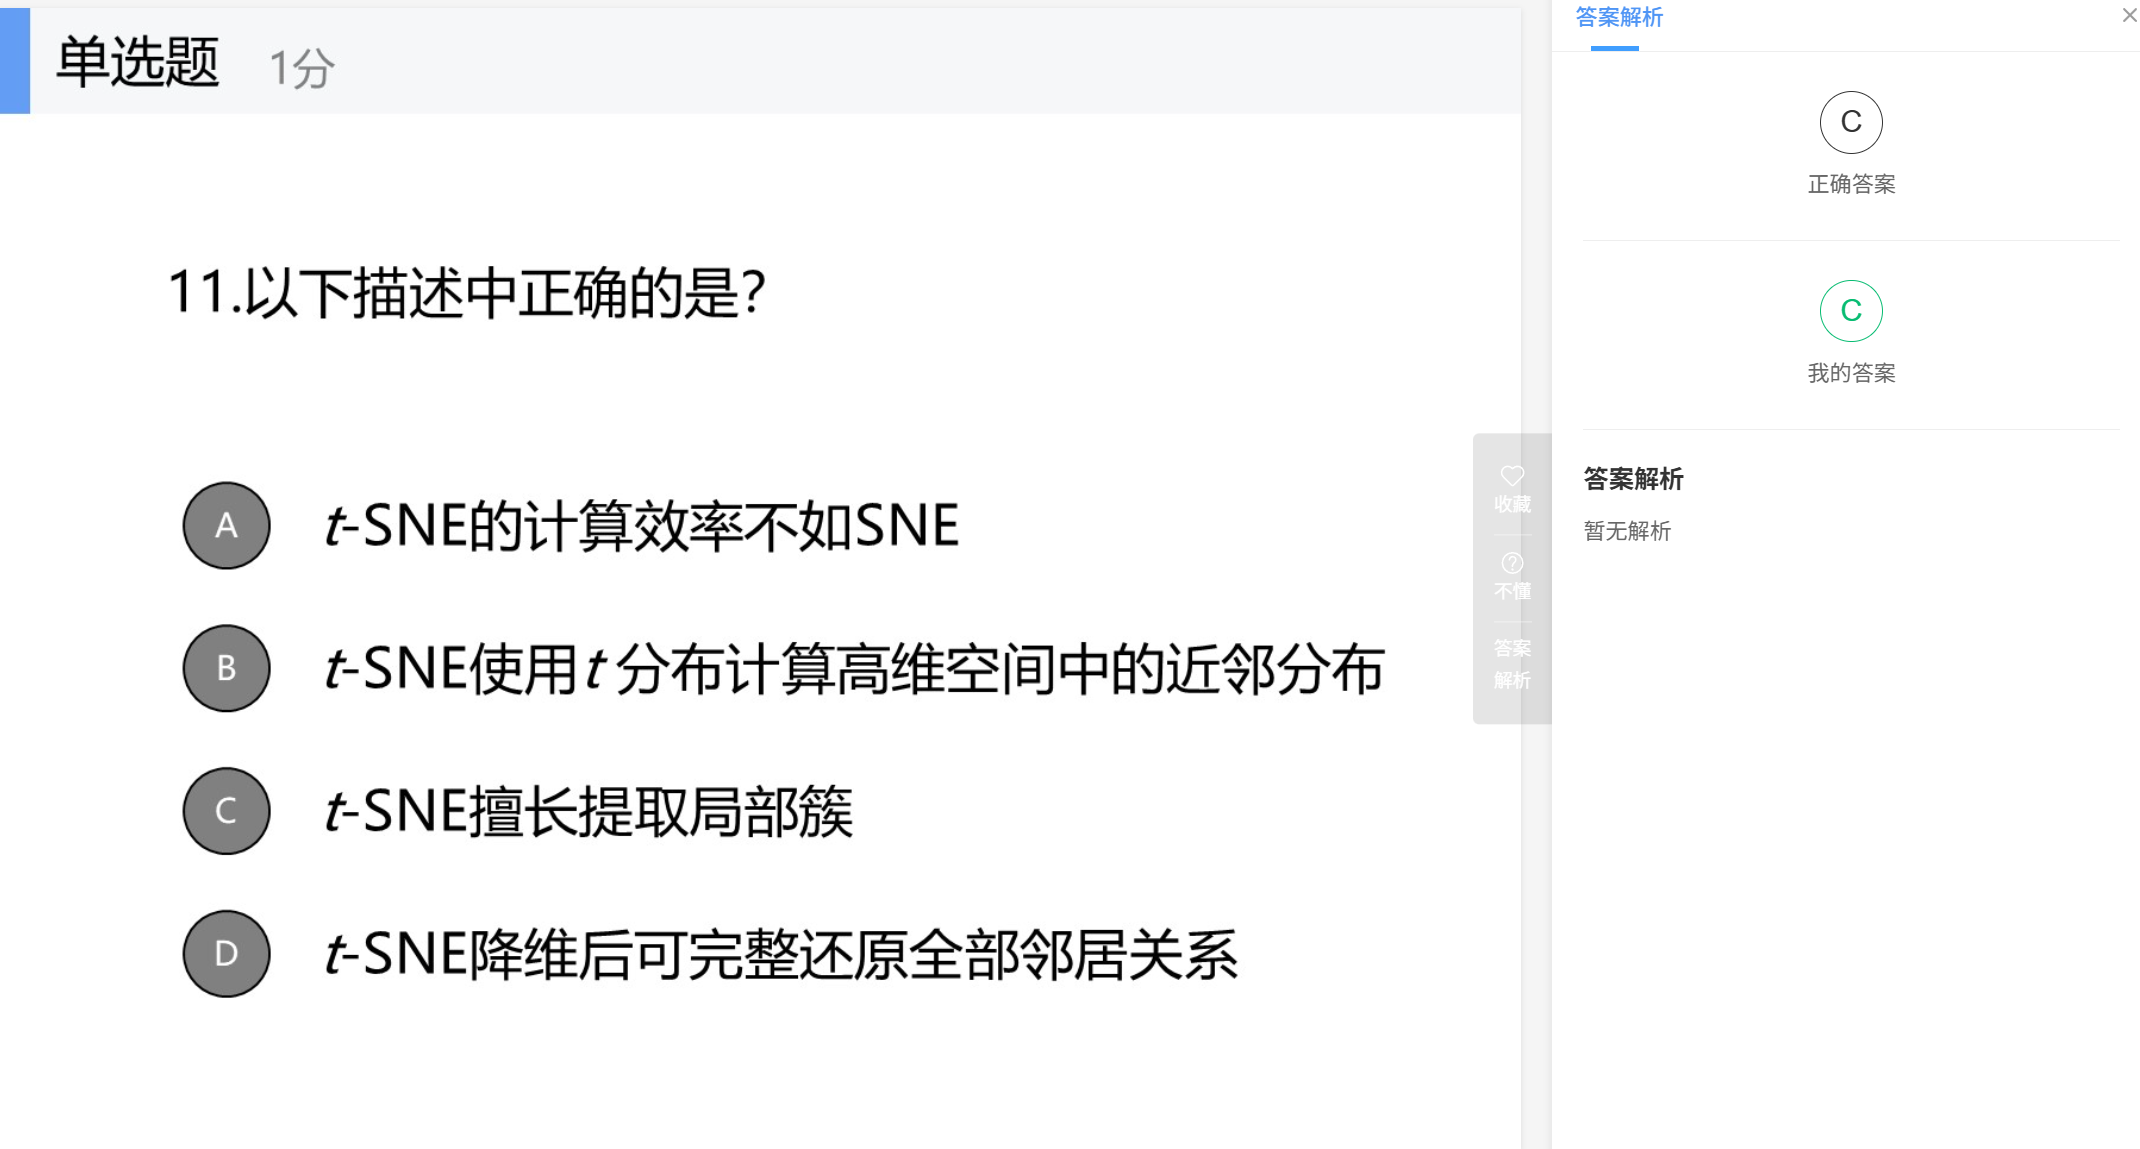 单选题 1分
11.以下描述中正确的是?
A t-SNE的计算效率不如SNE
B t-SNE使用t 分布计算高维空间中的近邻分布
C t-SNE擅长提取局部簇
D t-SNE降维后可完整还原全部邻居关系
收藏
不懂
答案
解析
答案解析
C
正确答案
C
我的答案
答案解析
暂无解析